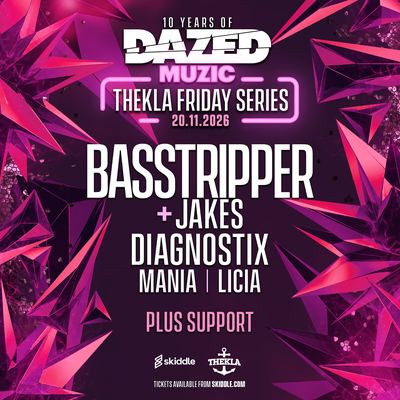 10 YEARS OF
DAZED
MUZIC
THEKLA FRIDAY SERIES
20.11.2026
BASSTRIPPER
+ JAKES
DIAGNOSTIX
MANIA | LICIA
PLUS SUPPORT
skiddle
THEKLA
TICKETS AVAILABLE FROM SKIDDLE.COM